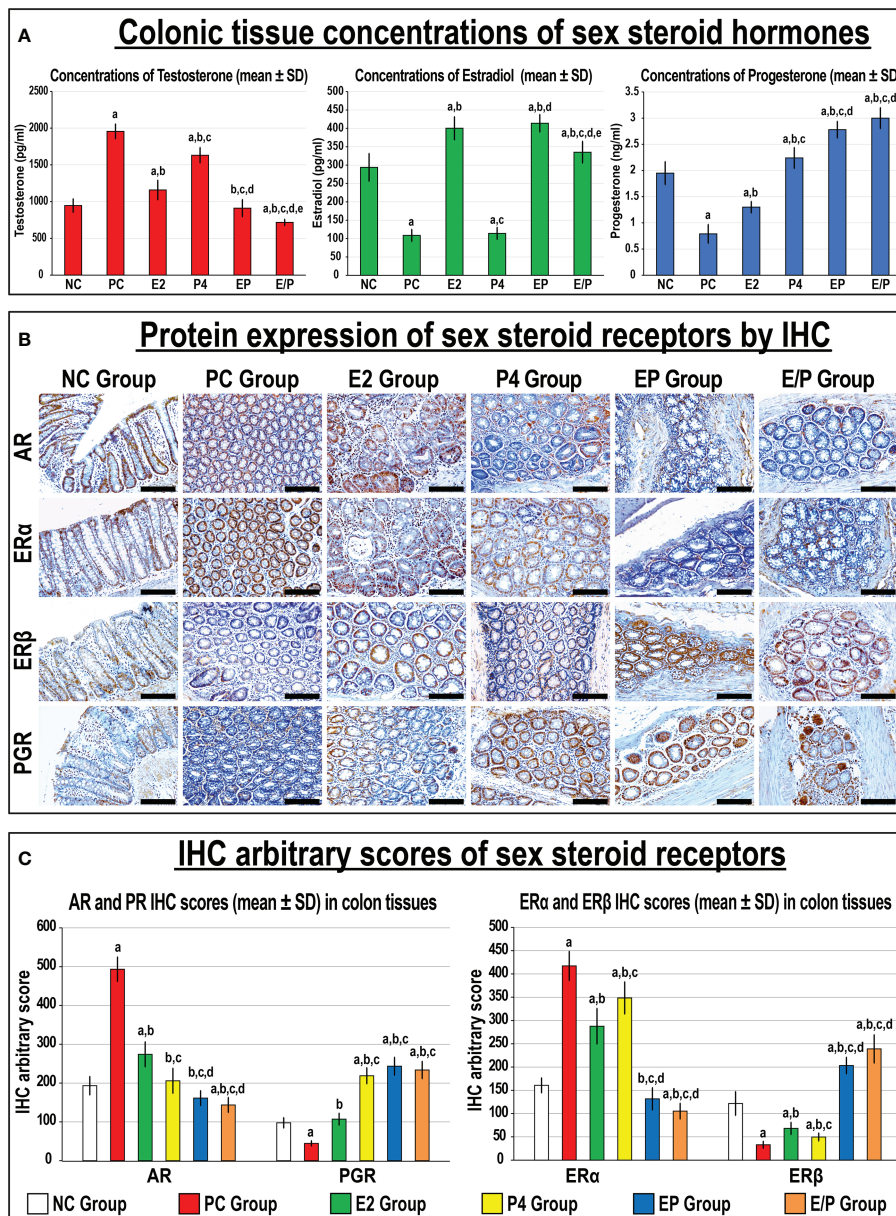 A
Colonic tissue concentrations of sex steroid hormones
Concentrations of Testosterone (mean ± SD)
Testosterone (pg/ml)
2500
2000
1500
1000
500
0
a
a,b
a,b,c
b,c,d
a,b,c,d,e
NC PC E2 P4 EP E/P
Concentrations of Estradiol (mean ± SD)
Estradiol (pg/ml)
500
450
400
350
300
250
200
150
100
50
0
a
a,b
a,c
a,b,d
a,b,c,d,e
NC PC E2 P4 EP E/P
Concentrations of Progesterone (mean ± SD
Progesterone (ng/ml)
3.5
3
2.5
2
1.5
1
0.5
0
a
a,b
a,b,c
a,b,c,d
a,b,c,d
NC PC E2 P4 EP E/P
B
Protein expression of sex steroid receptors by IHC
NC Group PC Group E2 Group P4 Group EP Group E/P Group
AR
ERα
ERβ
PGR
C
IHC arbitrary scores of sex steroid receptors
AR and PR IHC scores (mean ± SD) in colon tissues
IHC arbitrary score
600
500
400
300
200
100
0
a
a,b
b,c
b,c,d
a,b,c,d
a
b
a,b,c
a,b,c
a,b,c
AR PGR
ERα and ERβ IHC scores (mean ± SD) in colon tissues
IHC arbitrary score
500
450
400
350
300
250
200
150
100
50
0
a
a,b
a,b,c
b,c,d
a,b,c,d
a
a,b
a,b,c
a,b,c,d
a,b,c,d
ERα ERβ
NC Group PC Group E2 Group P4 Group EP Group E/P Group